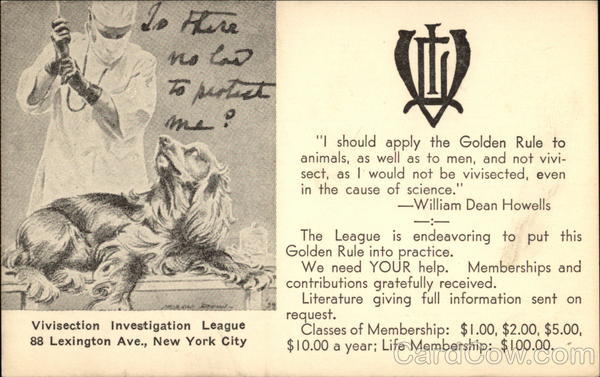 Is there
no law
to protect
me?
Vivisection Investigation League
88 Lexington Ave., New York City
"I should apply the Golden Rule to
animals, as well as to men, and not vivi-
sect, as I would not be vivisected, even
in the cause of science."
—William Dean Howells
—:—
The League is endeavoring to put this
Golden Rule into practice.
We need YOUR help. Memberships and
contributions gratefully received.
Literature giving full information sent on
request.
Classes of Membership: $1.00, $2.00, $5.00,
$10.00 a year; Life Membership: $100.00.
CardCow.com